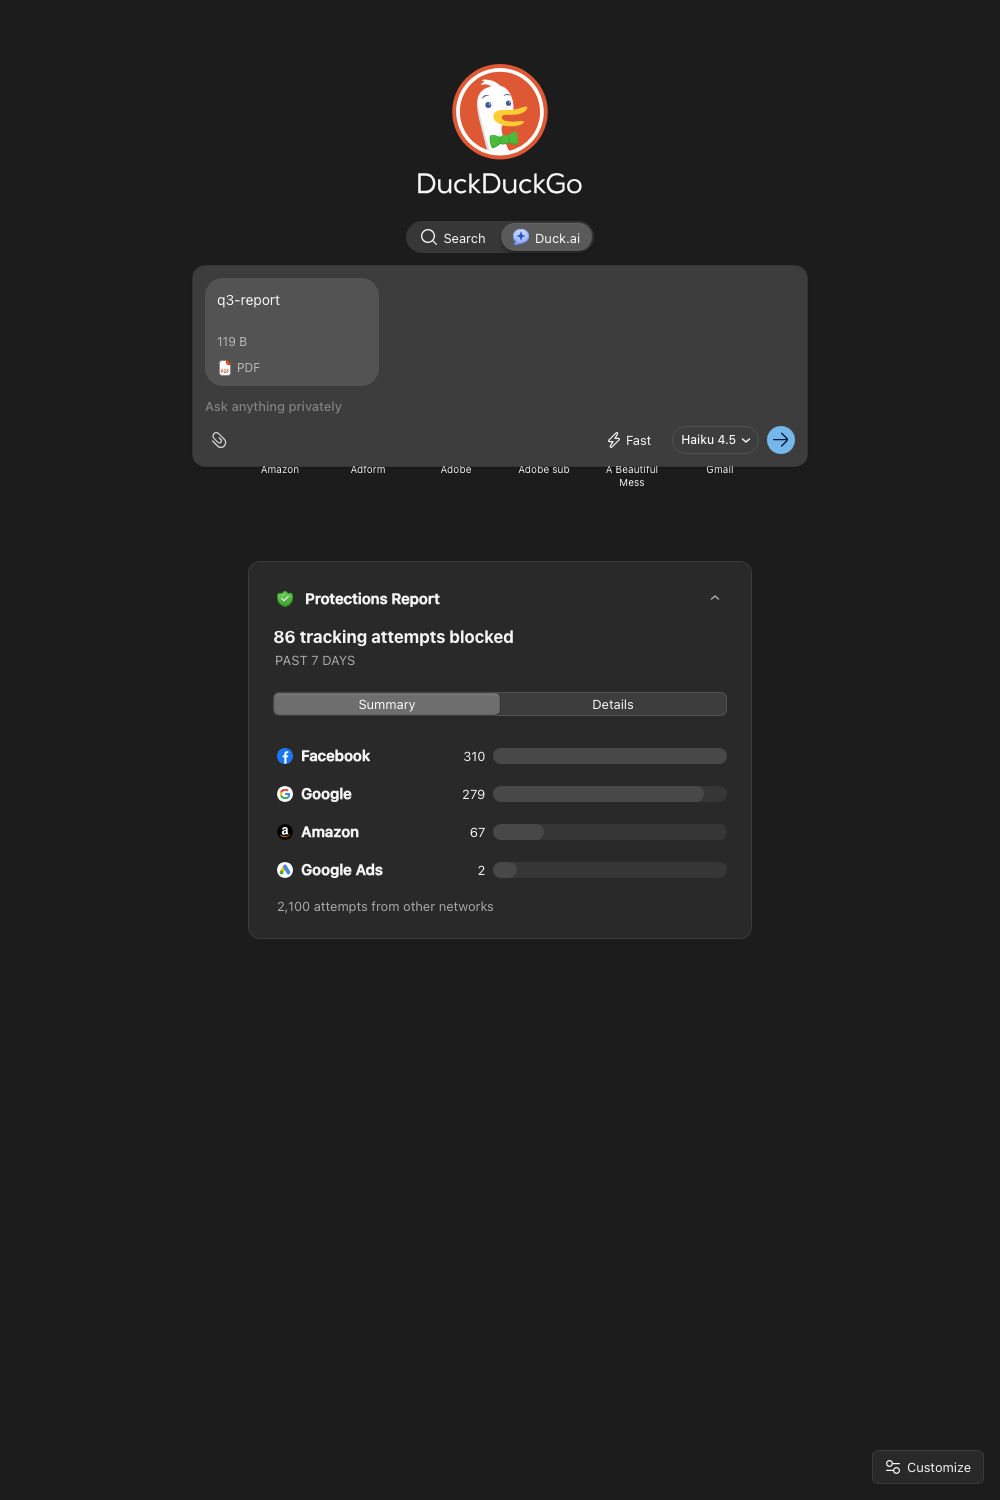 DuckDuckGo
Search
Duck.ai
q3-report
119 B
PDF
Ask anything privately
Fast
Haiku 4.5
Amazon
Adform
Adobe
Adobe sub
A Beautiful
Mess
Gmail
Protections Report
86 tracking attempts blocked
PAST 7 DAYS
Summary
Details
Facebook 310
Google 279
Amazon 67
Google Ads 2
2,100 attempts from other networks
Customize